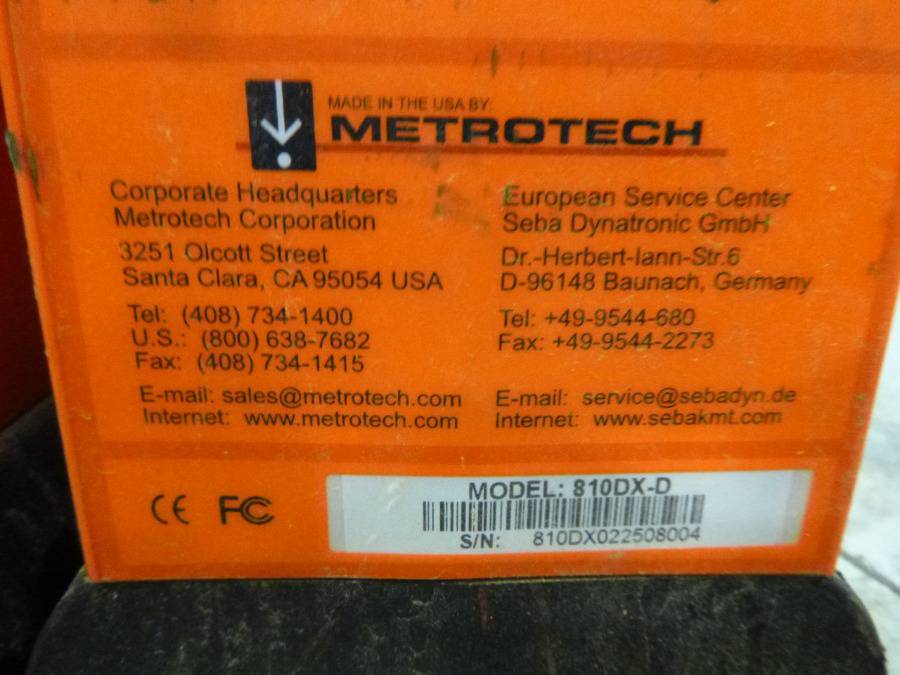 MADE IN THE USA BY:
METROTECH
Corporate Headquarters
Metrotech Corporation
3251 Olcott Street
Santa Clara, CA 95054 USA
Tel: (408) 734-1400
U.S.: (800) 638-7682
Fax: (408) 734-1415
E-mail: sales@metrotech.com
Internet: www.metrotech.com
European Service Center
Seba Dynatronic GmbH
Dr.-Herbert-Iann-Str.6
D-96148 Baunach, Germany
Tel: +49-9544-680
Fax: +49-9544-2273
E-mail: service@sebadyn.de
Internet: www.sebakmt.com
CE FC
MODEL: 810DX-D
S/N: 810DX022508004